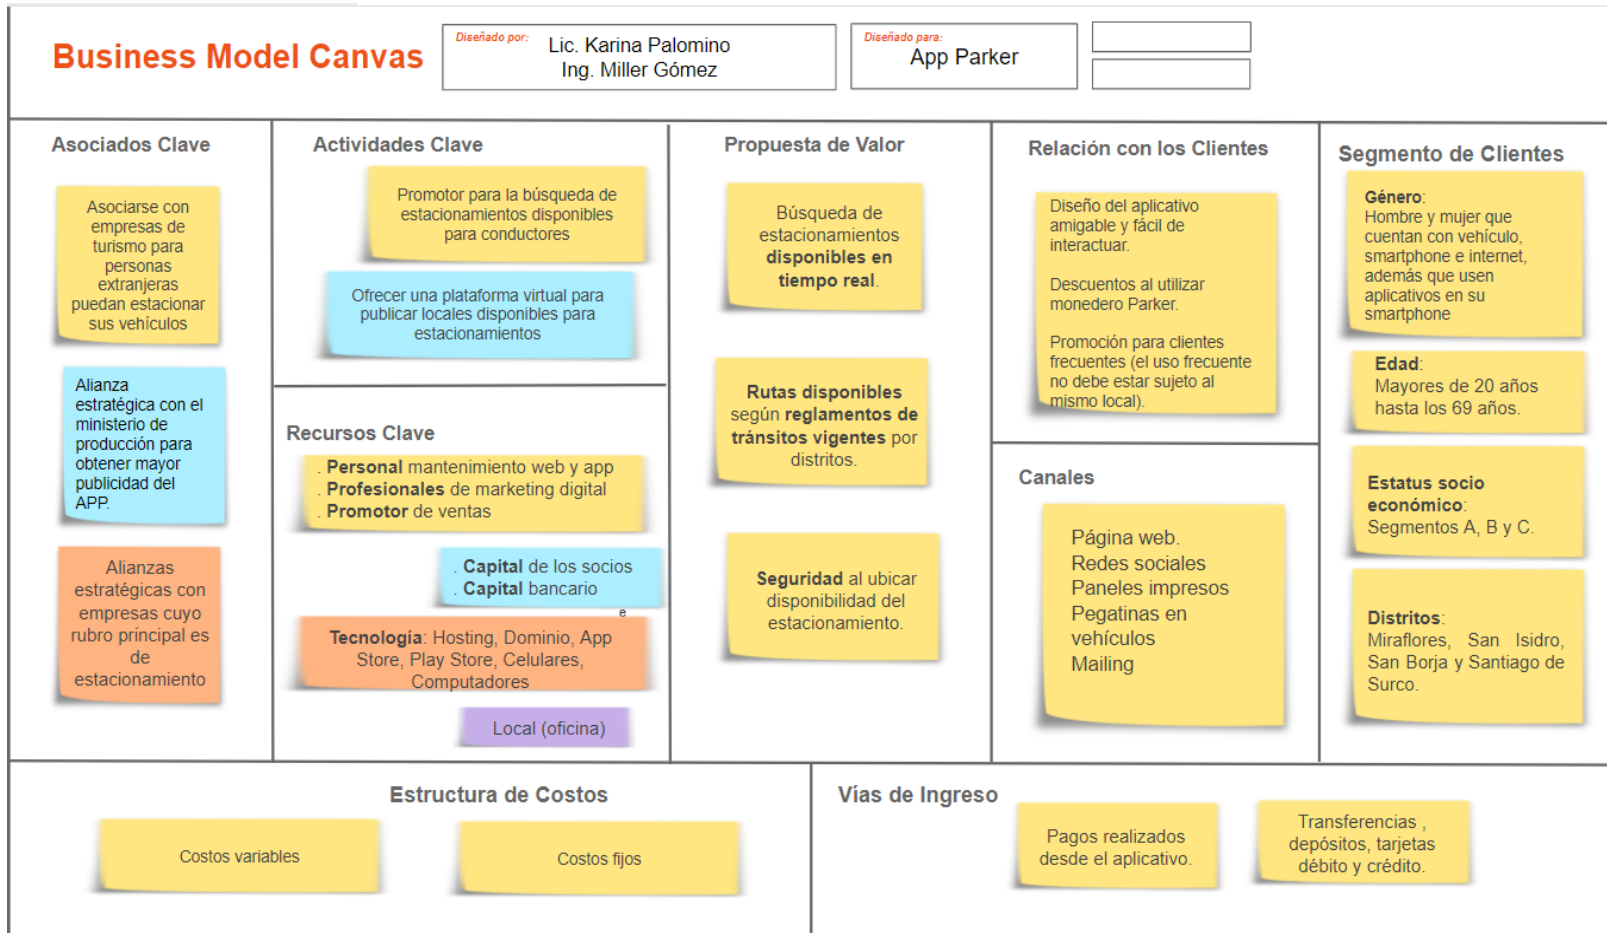 Business Model Canvas
Diseñado por:
Lic. Karina Palomino
Ing. Miller Gómez
Diseñado para:
App Parker
Asociados Clave
Asociarse con
empresas de
turismo para
personas
extranjeras
puedan estacionar
sus vehículos
Alianza
estratégica con el
ministerio de
producción para
obtener mayor
publicidad del
APP.
Alianzas
estratégicas con
empresas cuyo
rubro príncipal es
de
estacionamiento
Actividades Clave
Promotor para la búsqueda de
estacionamientos disponibles
para conductores
Ofrecer una plataforma virtual para
publicar locales disponibles para
estacionamientos
Recursos Clave
. Personal mantenimiento web y app
. Profesionales de marketing digital
. Promotor de ventas
. Capital de los socios
. Capital bancario
e
Tecnología: Hosting, Dominio, App
Store, Play Store, Celulares,
Computadores
Local (oficina)
Propuesta de Valor
Búsqueda de
estacionamientos
disponibles en
tiempo real.
Rutas disponibles
según reglamentos de
tránsitos vigentes por
distritos.
Seguridad al ubicar
disponibilidad del
estacionamiento.
Relación con los Clientes
Diseño del aplicativo
amigable y fácil de
interactuar.
Descuentos al utilizar
monedero Parker.
Promoción para clientes
frecuentes (el uso frecuente
no debe estar sujeto al
mismo local).
Canales
Página web.
Redes sociales
Paneles impresos
Pegatinas en
vehículos
Mailing
Segmento de Clientes
Género:
Hombre y mujer que
cuentan con vehículo,
smartphone e internet,
además que usen
aplicativos en su
smartphone
Edad:
Mayores de 20 años
hasta los 69 años.
Estatus socio
económico:
Segmentos A, B y C.
Distritos:
Miraflores, San Isidro,
San Borja y Santiago de
Surco.
Estructura de Costos
Costos variables
Costos fijos
Vías de Ingreso
Pagos realizados
desde el aplicativo.
Transferencias ,
depósitos, tarjetas
débito y crédito.